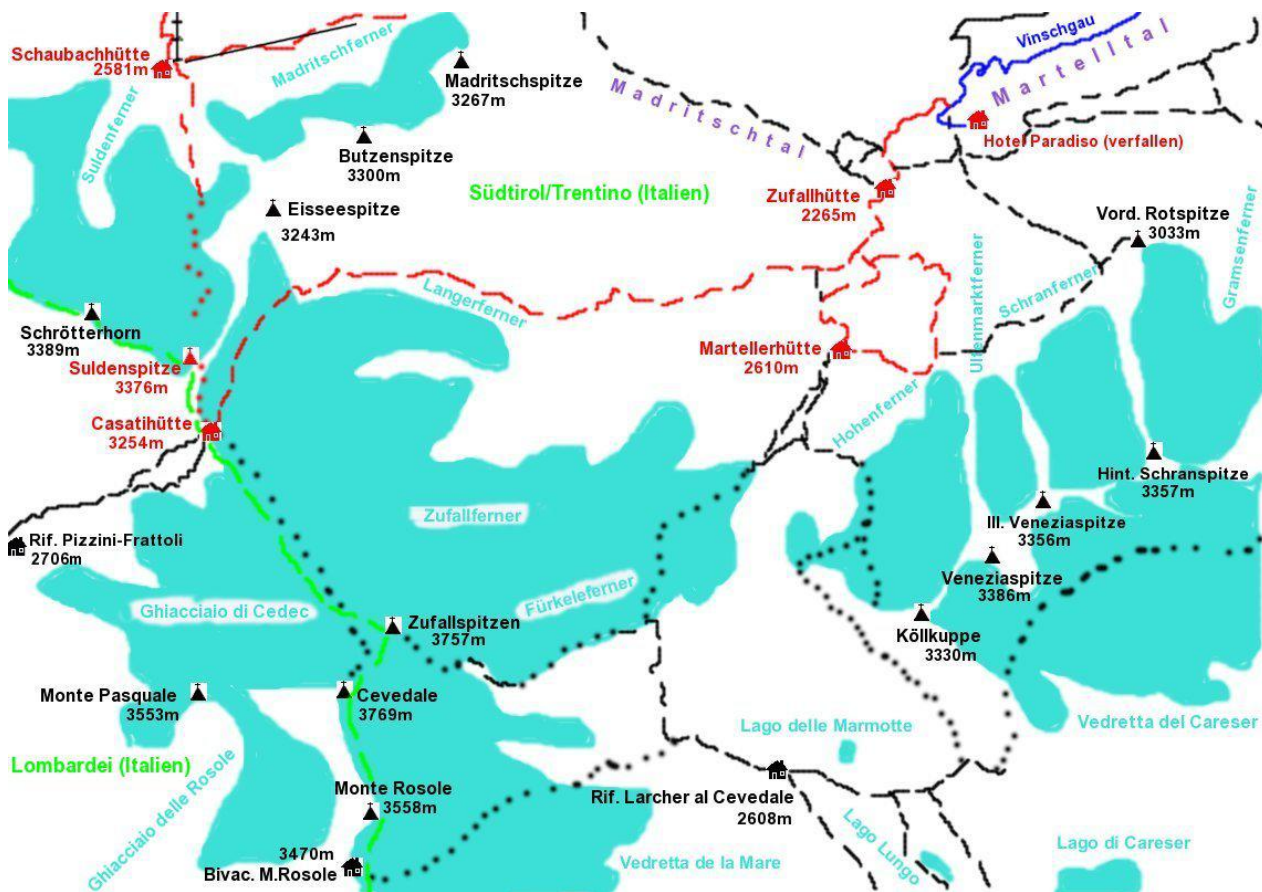 Schaubachhütte
2581m
Madritschferner
Madritschspitze
3267m
Vinschgau
Martelltal
Madritschtal
Hotel Paradiso (verfallen)
Suldenferner
Butzenspitze
3300m
Südtirol/Trentino (Italien)
Zufallhütte
2265m
Eisseespitze
3243m
Vord. Rotspitze
3033m
Gramsenferner
Langerferner
Ultenmarktferner
Schranferner
Schrötterhorn
3389m
Suldenspitze
3376m
Martellerhütte
2610m
Casatihütte
3254m
Hohenferner
Hint. Schranspitze
3357m
Zufallferner
III. Veneziaspitze
3356m
Rif. Pizzini-Frattoli
2706m
Veneziaspitze
3386m
Ghiacciaio di Cedec
Fürkeleferner
Zufallspitzen
3757m
Köllkuppe
3330m
Monte Pasquale
3553m
Cevedale
3769m
Lago delle Marmotte
Vedretta del Careser
Lombardei (Italien)
Ghiacciaio delle Rosole
Monte Rosole
3558m
Rif. Larcher al Cevedale
2608m
3470m
Bivac. M.Rosole
Vedretta de la Mare
Lago Lungo
Lago di Careser